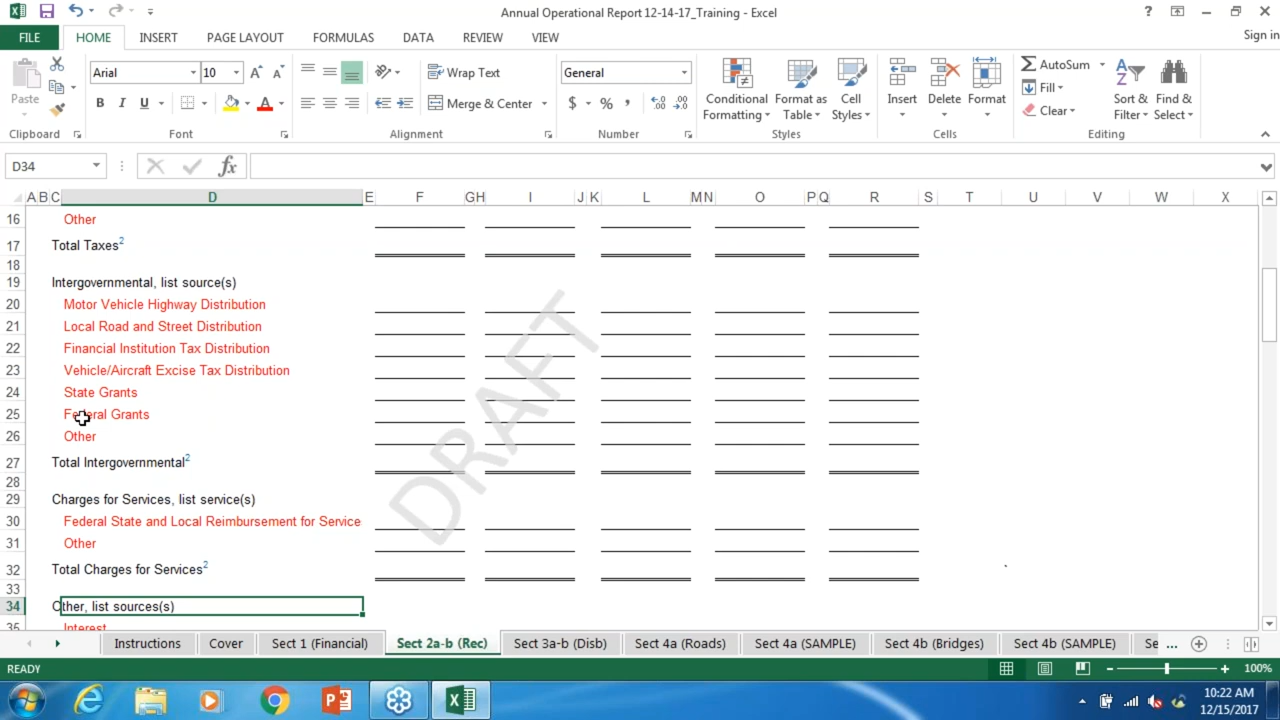 Annual Operational Report 12-14-17_Training - Excel
?
Sign in
FILE HOME INSERT PAGE LAYOUT FORMULAS DATA REVIEW VIEW
Paste
Clipboard
Arial 10
B I U
Font
Wrap Text
Merge & Center
Alignment
General
$ % ,
Number
Conditional Formatting
Format as Table
Cell Styles
Styles
Insert Delete Format
Cells
AutoSum
Fill
Clear
Sort & Filter
Find & Select
Editing
D34
fx
A B C D E F G H I J K L M N O P Q R S T U V W X
16 Other
17 Total Taxes2
18
19 Intergovernmental, list source(s)
20 Motor Vehicle Highway Distribution
21 Local Road and Street Distribution
22 Financial Institution Tax Distribution
23 Vehicle/Aircraft Excise Tax Distribution
24 State Grants
25 Federal Grants
26 Other
27 Total Intergovernmental2
28
29 Charges for Services, list service(s)
30 Federal State and Local Reimbursement for Service
31 Other
32 Total Charges for Services2
33
34 Other, list sources(s)
35 Interest
DRAFT
Instructions Cover Sect 1 (Financial) Sect 2a-b (Rec) Sect 3a-b (Disb) Sect 4a (Roads) Sect 4a (SAMPLE) Sect 4b (Bridges) Sect 4b (SAMPLE) Se ...
READY
100%
10:22 AM
12/15/2017